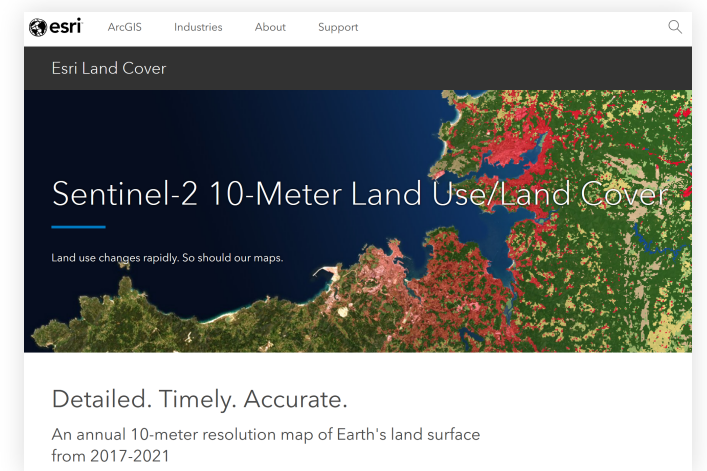 esri
ArcGIS Industries About Support
Esri Land Cover
Sentinel-2 10-Meter Land Use/Land Cover
Land use changes rapidly. So should our maps.
Detailed. Timely. Accurate.
An annual 10-meter resolution map of Earth's land surface
from 2017-2021